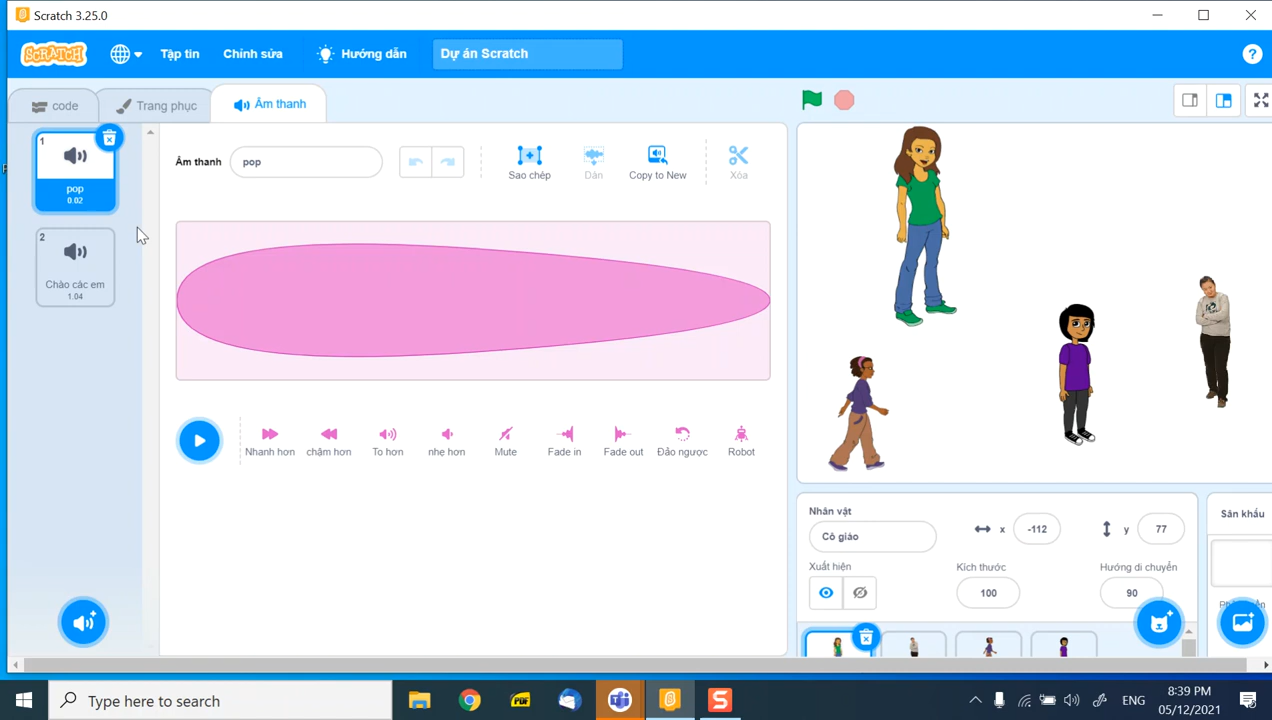 Scratch 3.25.0
SCRATCH
Tập tin
Chính sửa
Hướng dẫn
Dự án Scratch
?
code
Trang phục
Âm thanh
1
pop
0.02
2
Chào các em
1.04
Âm thanh
pop
Sao chép
Dán
Copy to New
Xóa
Nhanh hơn
chậm hơn
To hơn
nhẹ hơn
Mute
Fade in
Fade out
Đảo ngược
Robot
Nhân vật
Cô giáo
x
-112
y
77
Xuất hiện
Kích thước
100
Hướng di chuyển
90
Sân khấu
Type here to search
PDF
S
ENG
8:39 PM
05/12/2021